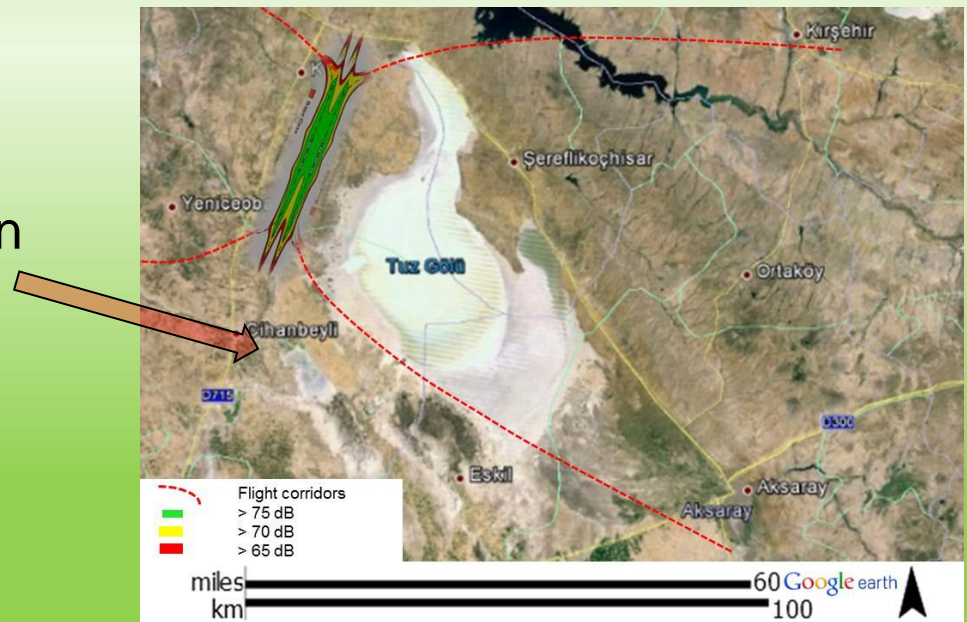 n
Kırşehir
K
Şereflikoçhisar
Yeniceob
Tuz Gölü
Ortaköy
Cihanbeyli
D715
D300
Eskil
Aksaray
Aksaray
Flight corridors
> 75 dB
> 70 dB
> 65 dB
miles 60 Google earth
km 100